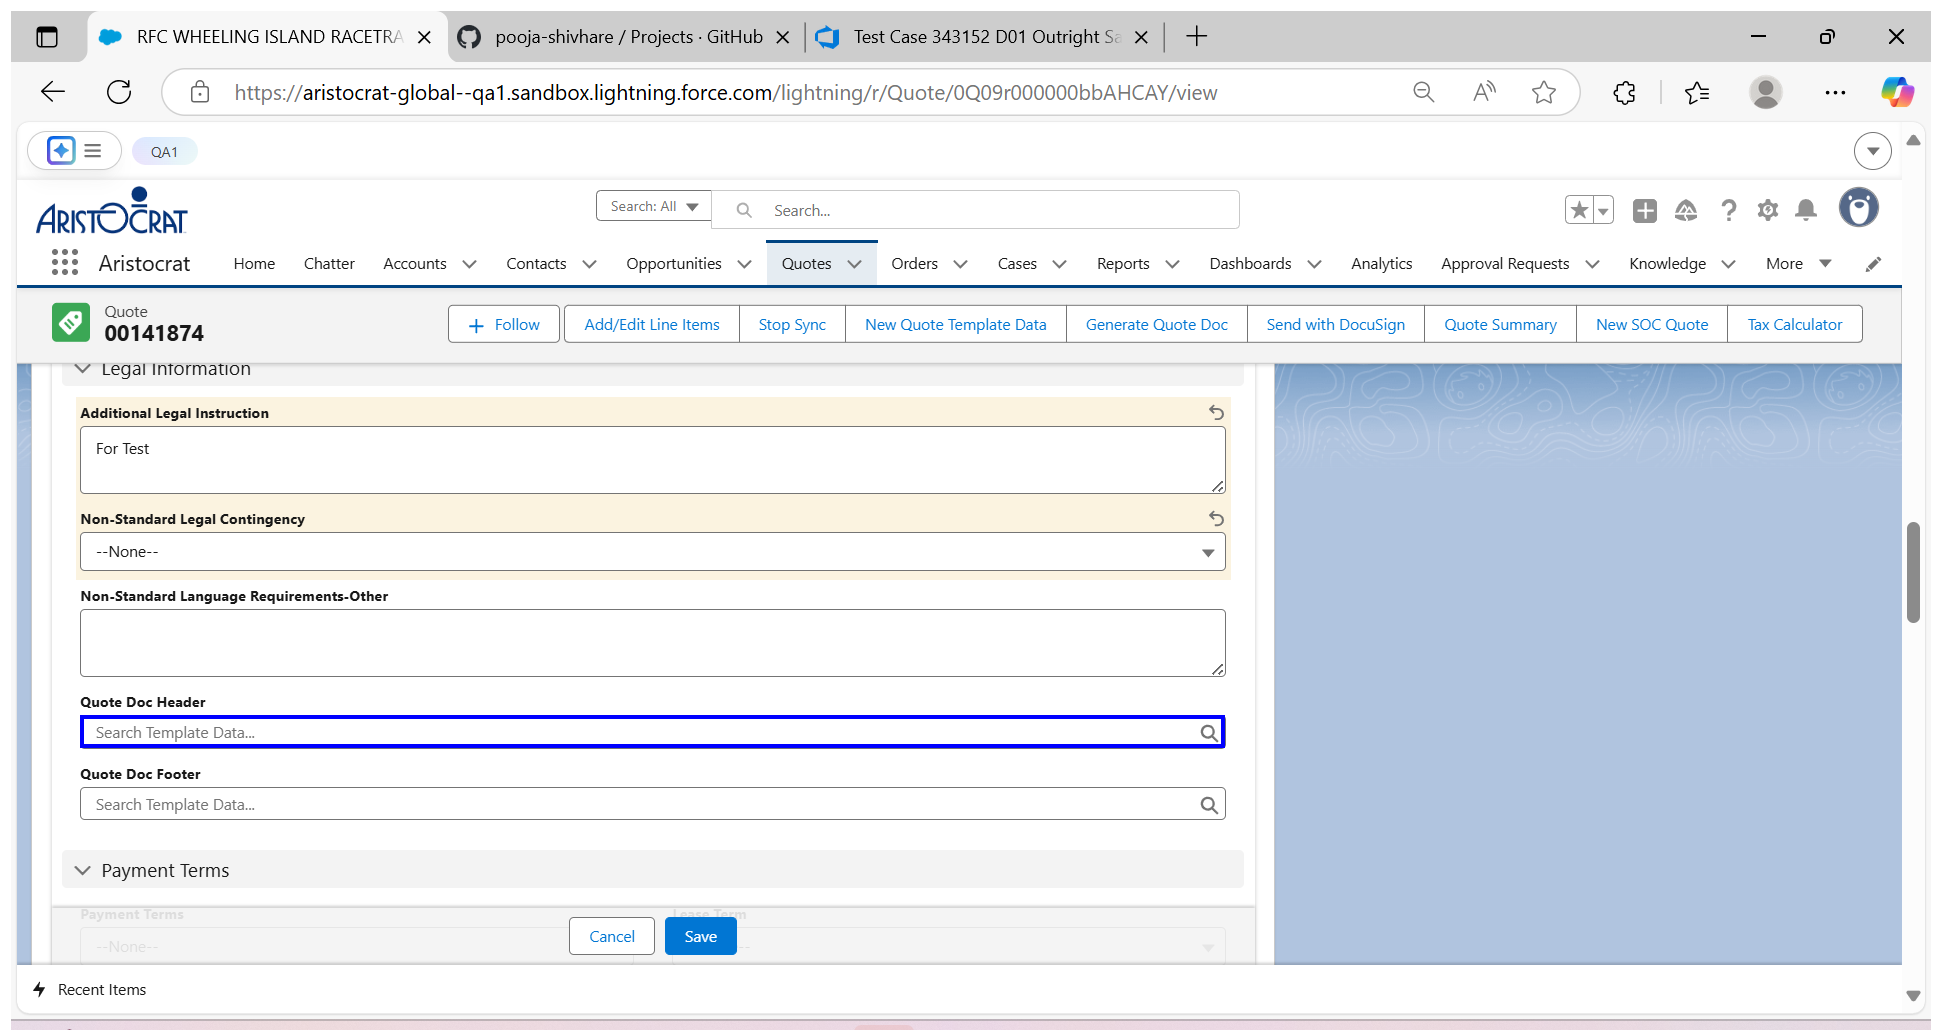 RFC WHEELING ISLAND RACETRA
pooja-shivhare / Projects · GitHub
Test Case 343152 D01 Outright Sa
https://aristocrat-global--qa1.sandbox.lightning.force.com/lightning/r/Quote/0Q09r000000bbAHCAY/view
QA1
ARISTOCRAT
Search: All
Search...
Aristocrat
Home
Chatter
Accounts
Contacts
Opportunities
Quotes
Orders
Cases
Reports
Dashboards
Analytics
Approval Requests
Knowledge
More
Quote
00141874
Follow
Add/Edit Line Items
Stop Sync
New Quote Template Data
Generate Quote Doc
Send with DocuSign
Quote Summary
New SOC Quote
Tax Calculator
Legal Information
Additional Legal Instruction
For Test
Non-Standard Legal Contingency
--None--
Non-Standard Language Requirements-Other
Quote Doc Header
Search Template Data...
Quote Doc Footer
Search Template Data...
Payment Terms
Payment Terms
Lease Term
--None--
Cancel
Save
Recent Items